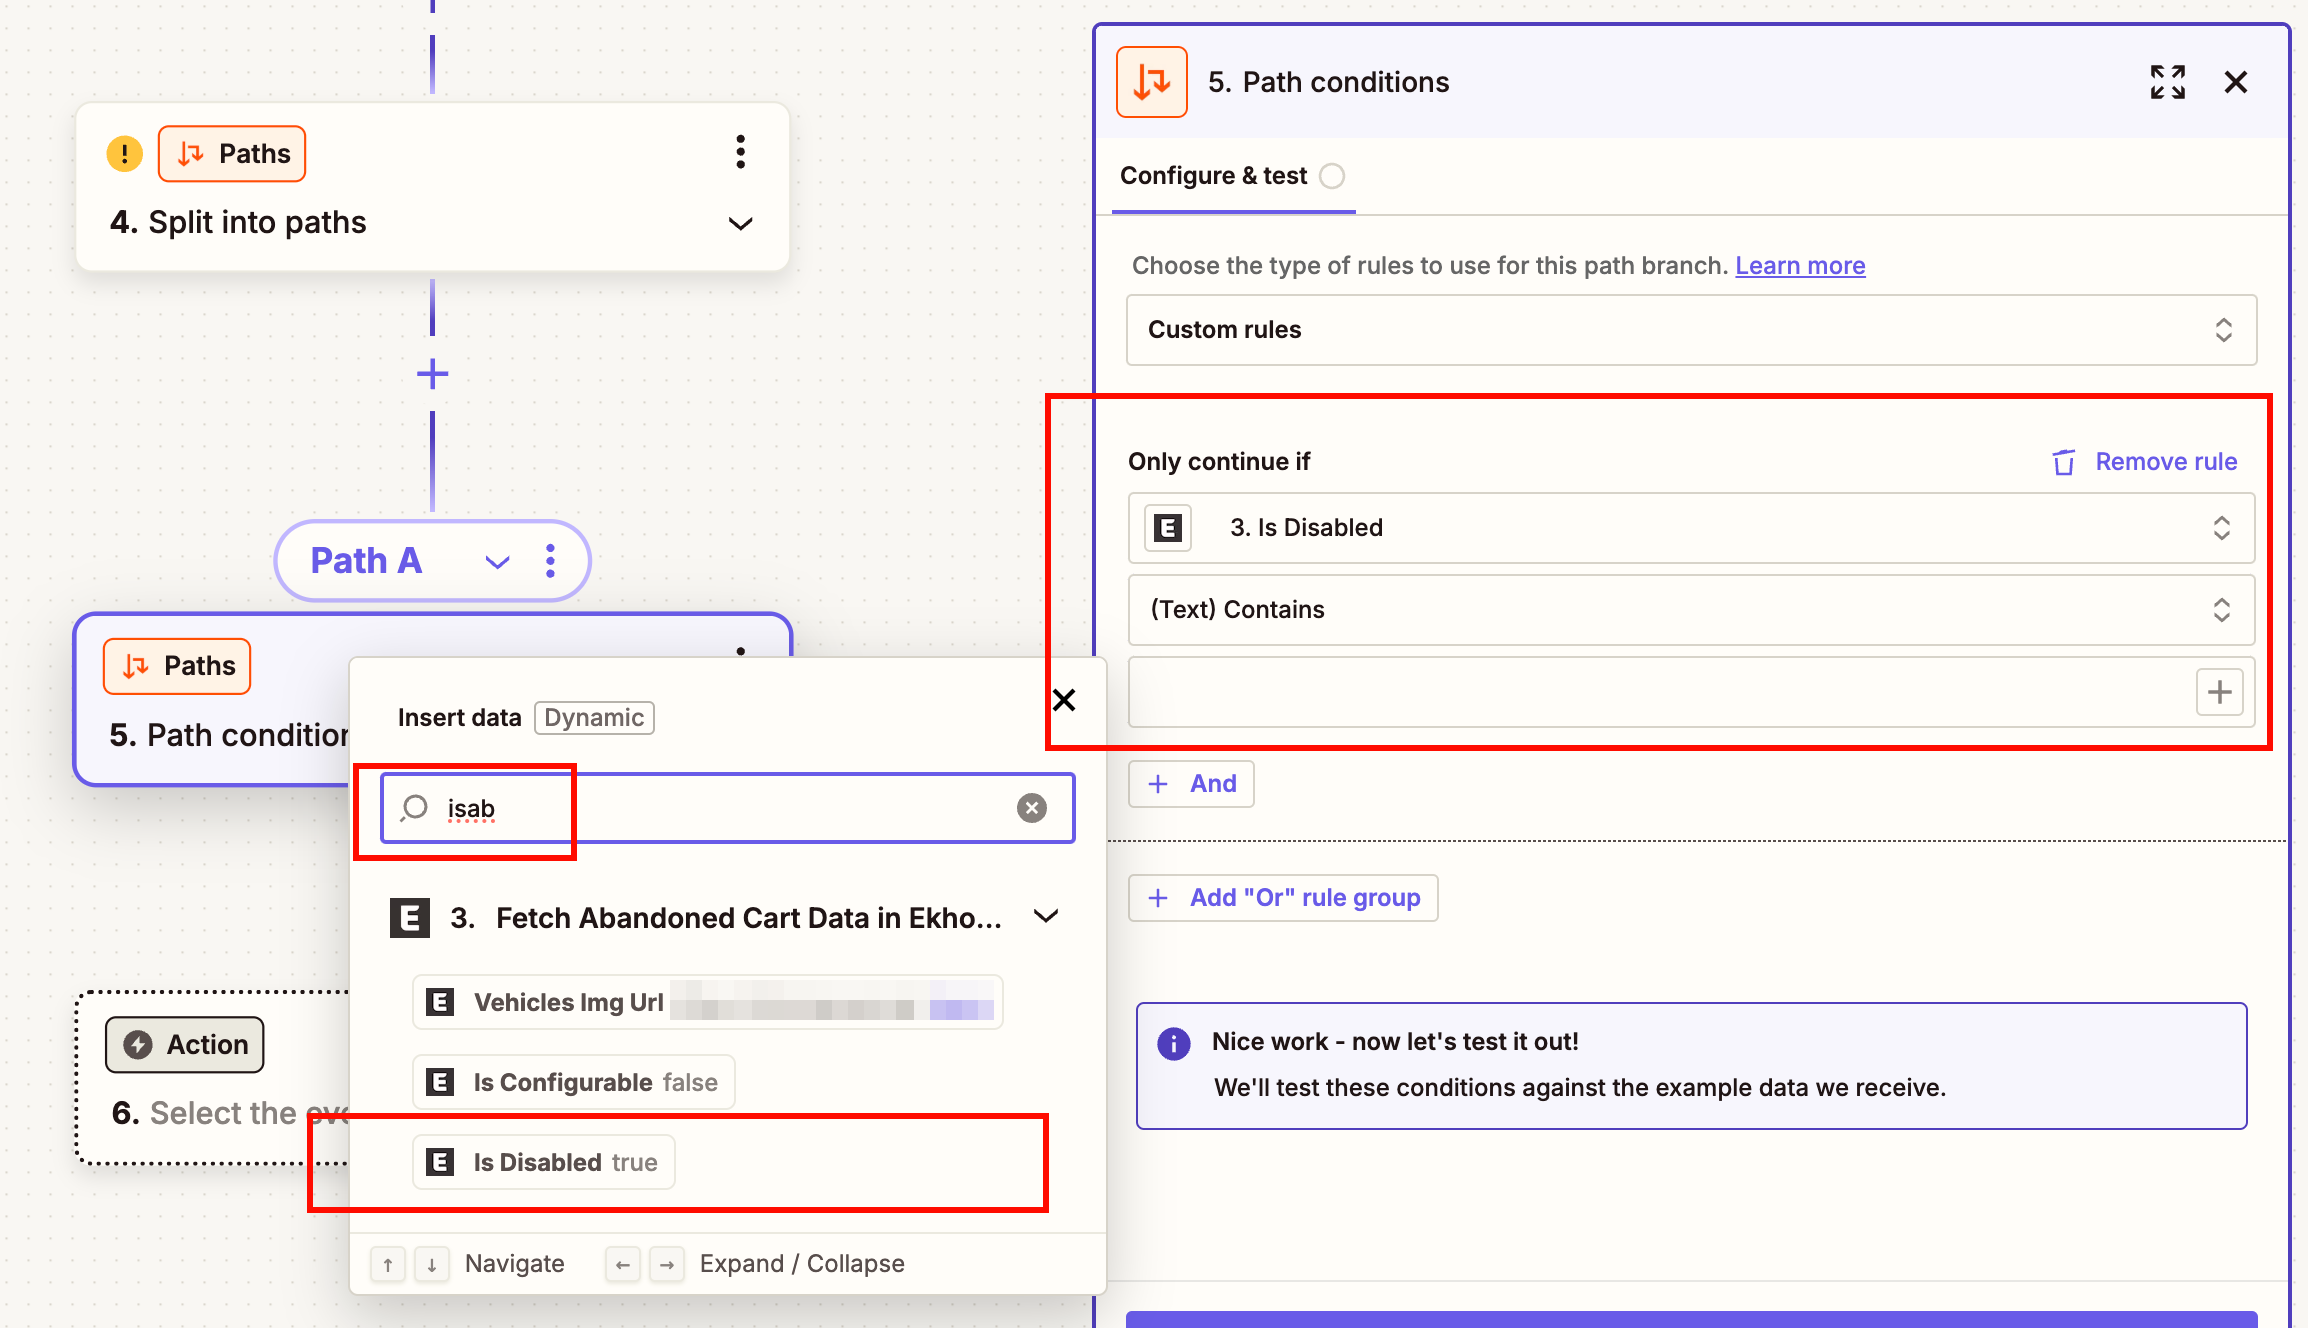 Paths
4. Split into paths
Path A
Paths
5. Path condition
Action
6. Select the eve
Insert data Dynamic
isab
3. Fetch Abandoned Cart Data in Ekho...
Vehicles Img Url
Is Configurable false
Is Disabled true
↑ ↓ Navigate ← → Expand / Collapse
5. Path conditions
Configure & test
Choose the type of rules to use for this path branch. Learn more
Custom rules
Only continue if
Remove rule
3. Is Disabled
(Text) Contains
+ And
+ Add "Or" rule group
Nice work - now let's test it out!
We'll test these conditions against the example data we receive.